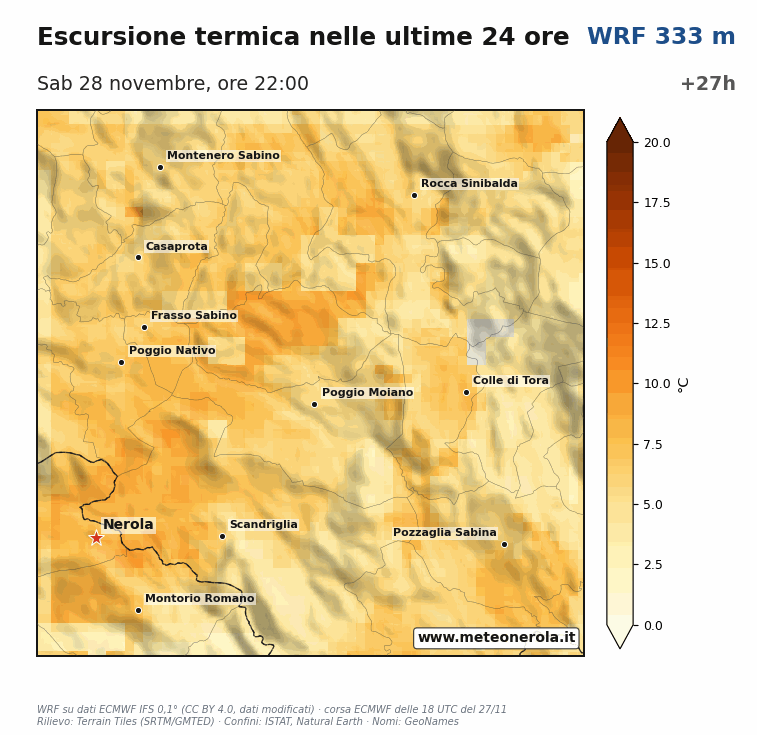 Escursione termica nelle ultime 24 ore WRF 333 m
Sab 28 novembre, ore 22:00 +27h
Montenero Sabino
Rocca Sinibalda
Casaprota
Frasso Sabino
Poggio Nativo
Colle di Tora
Poggio Moiano
Nerola
Scandriglia
Pozzaglia Sabina
Montorio Romano
www.meteonerola.it
20.0
17.5
15.0
12.5
10.0
7.5
5.0
2.5
0.0
°C
WRF su dati ECMWF IFS 0,1° (CC BY 4.0, dati modificati) · corsa ECMWF delle 18 UTC del 27/11
Rilievo: Terrain Tiles (SRTM/GMTED) · Confini: ISTAT, Natural Earth · Nomi: GeoNames